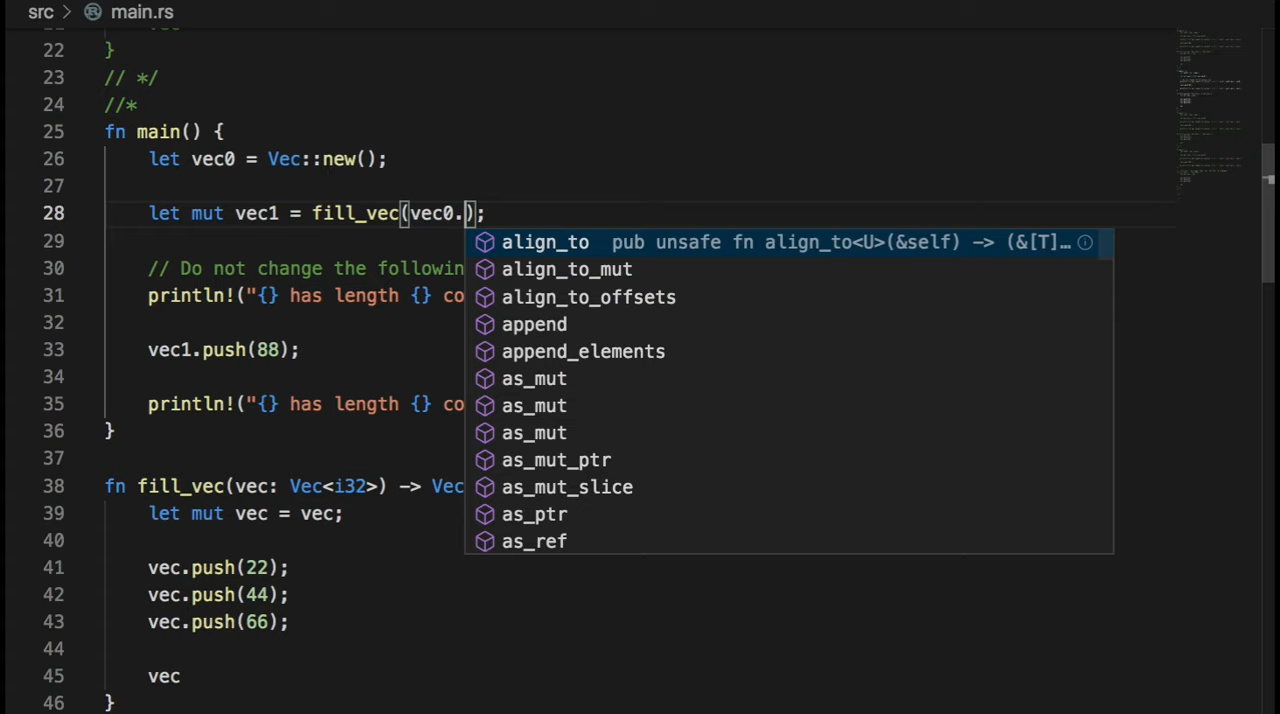 src > main.rs
22 }
23 // */
24 //*
25 fn main() {
26 let vec0 = Vec::new();
27
28 let mut vec1 = fill_vec(vec0.);
align_to pub unsafe fn align_to<U>(&self) -> (&[T]…
29
align_to_mut
30 // Do not change the followin
align_to_offsets
31 println!("{} has length {} co
append
32
append_elements
33 vec1.push(88);
as_mut
34
as_mut
35 println!("{} has length {} co
as_mut
36 }
as_mut_ptr
37
as_mut_slice
38 fn fill_vec(vec: Vec<i32>) -> Vec
as_ptr
39 let mut vec = vec;
as_ref
40
41 vec.push(22);
42 vec.push(44);
43 vec.push(66);
44
45 vec
46 }